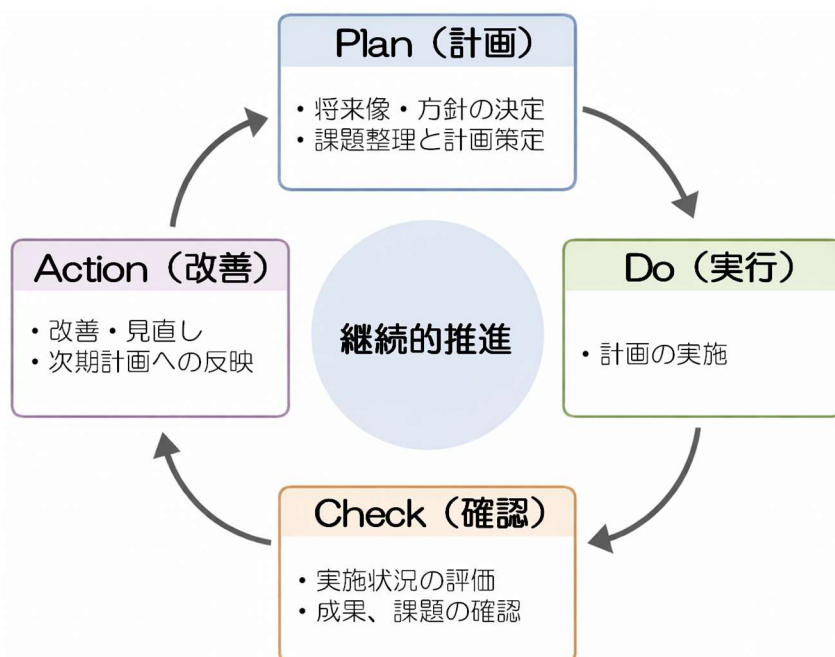 Plan（計画）
・将来像・方針の決定
・課題整理と計画策定
Action（改善）
・改善・見直し
・次期計画への反映
継続的推進
Do（実行）
・計画の実施
Check（確認）
・実施状況の評価
・成果、課題の確認